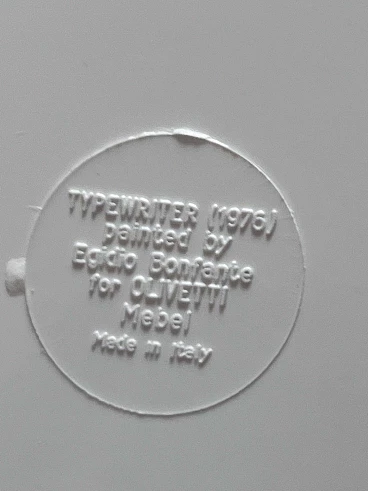 TYPEWRITER (1976)
painted by
Egidio Bonfante
for OLIVETTI
Mebel
Made in Italy